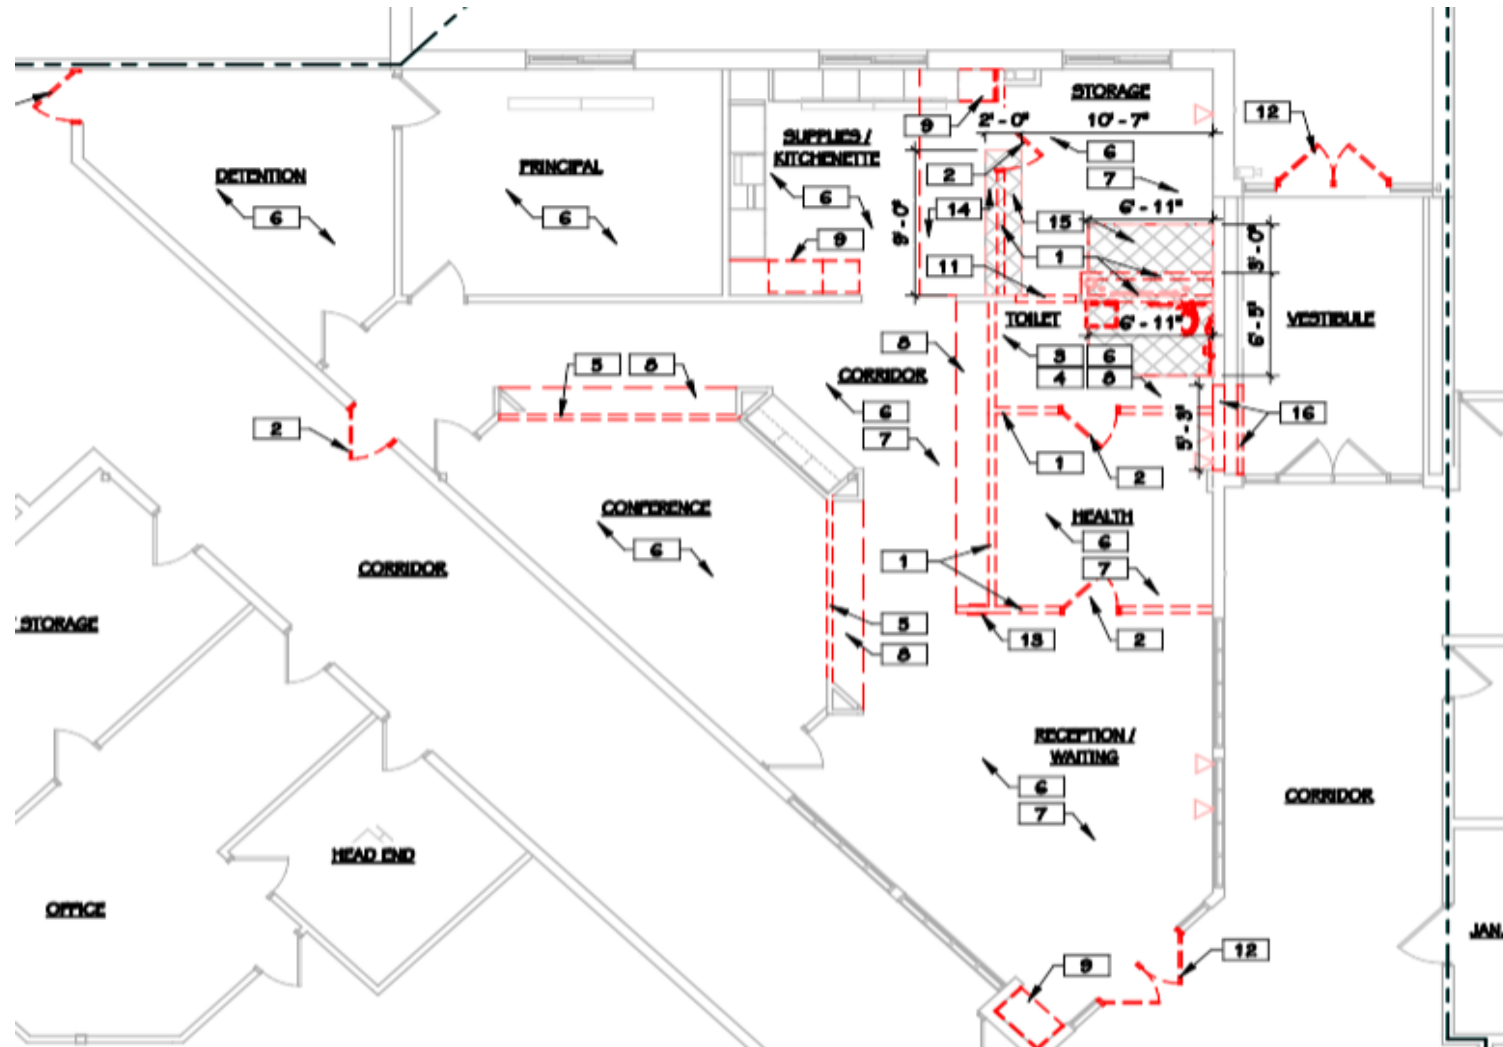 STORAGE
12
9
2' - 0"
10' - 7"
SUPPLIES /
KITCHENETTE
6
PRINCIPAL
DETENTION
2
7
6
6
6
14
15
6' - 11"
9' - 0"
9
1
3' - 0"
11
TOILET
6' - 11"
VESTIBULE
6' - 5"
8
3
6
4
8
5
8
CORRIDOR
6
7
16
5' - 3"
2
1
2
CONFERENCE
HEALTH
6
6
7
CORRIDOR
1
STORAGE
5
8
13
2
RECEPTION /
WAITING
6
7
CORRIDOR
HEAD END
OFFICE
JAN.
9
12